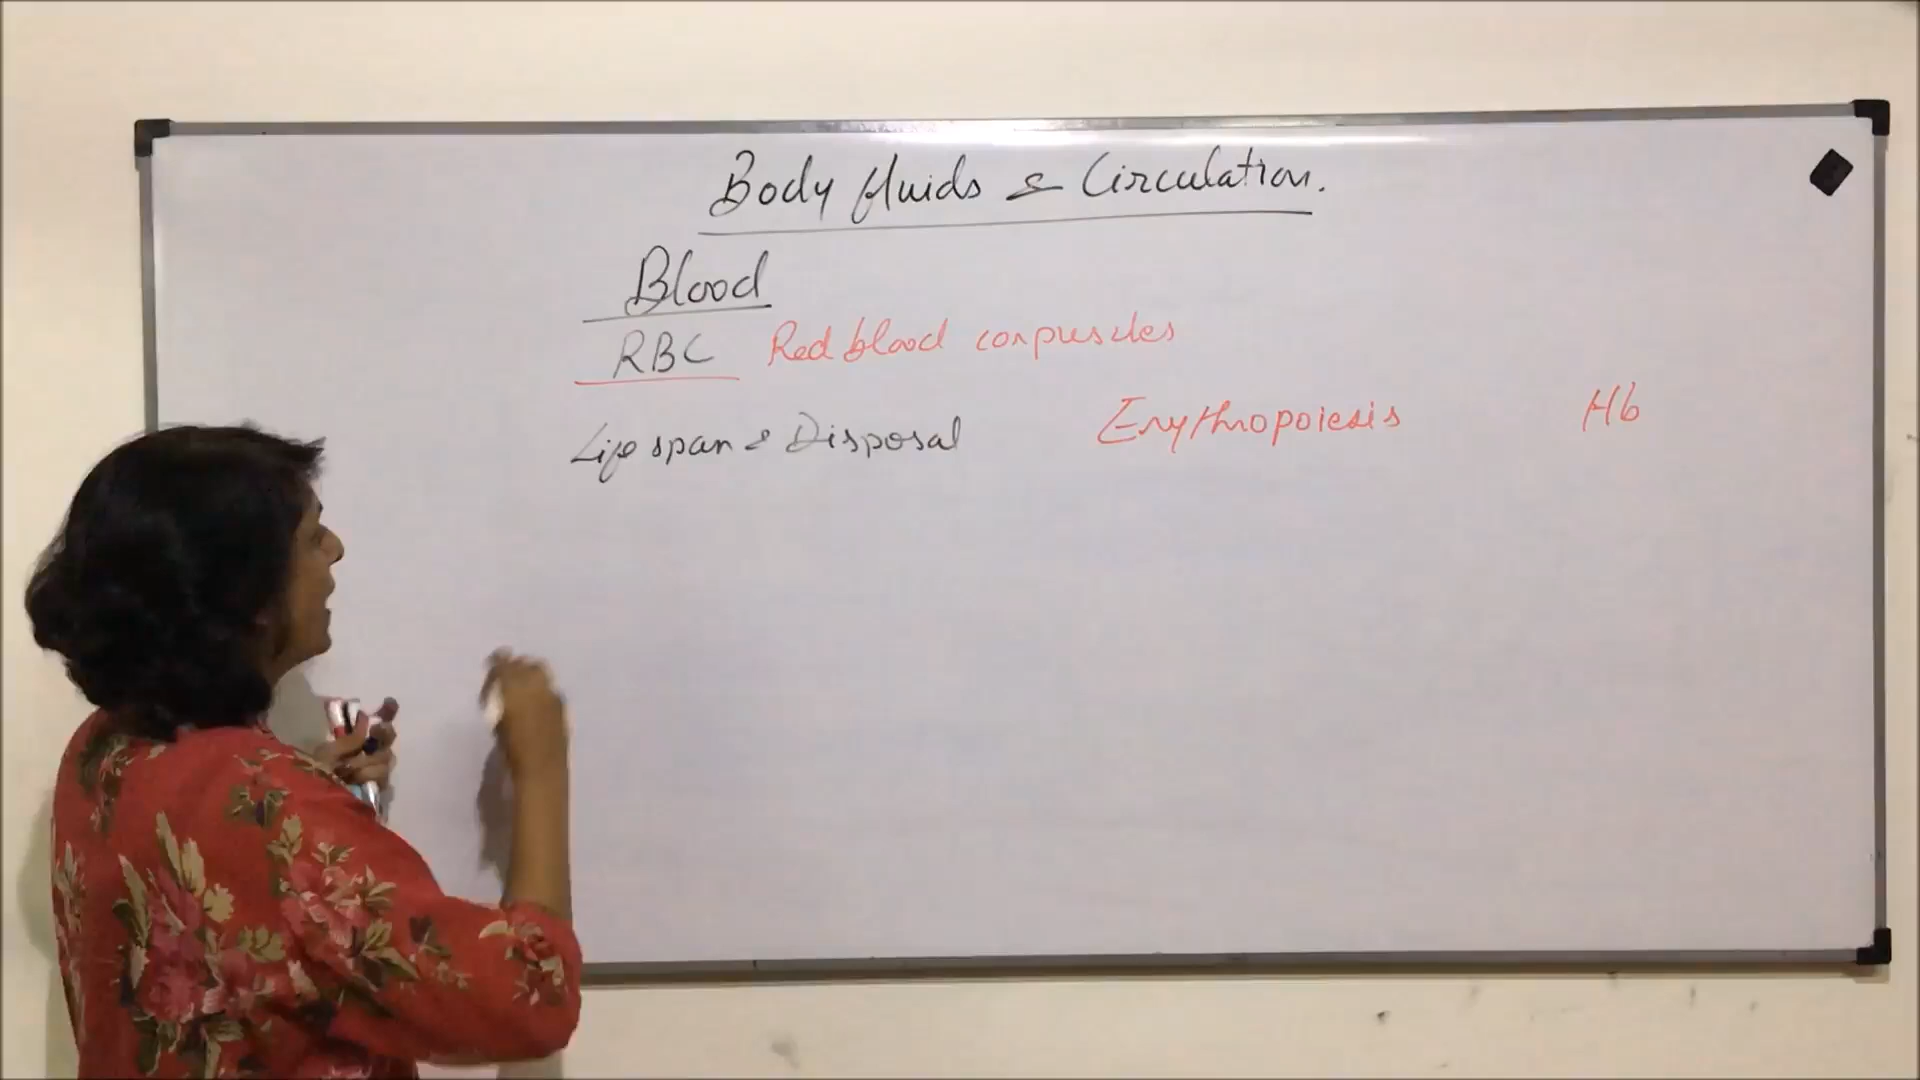 Body fluids & Circulation.
Blood
RBC Red blood corpuscles
Life span & Disposal Erythropoiesis Hb